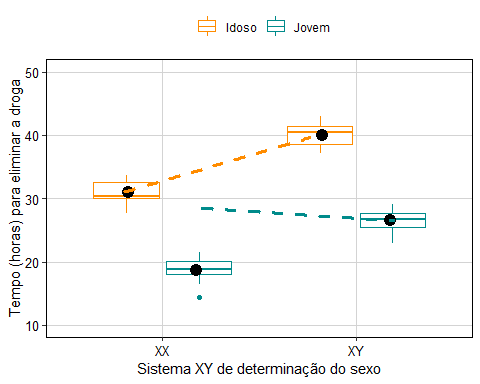 Idoso Jovem
Tempo (horas) para eliminar a droga
50
40
30
20
10
XX XY
Sistema XY de determinação do sexo